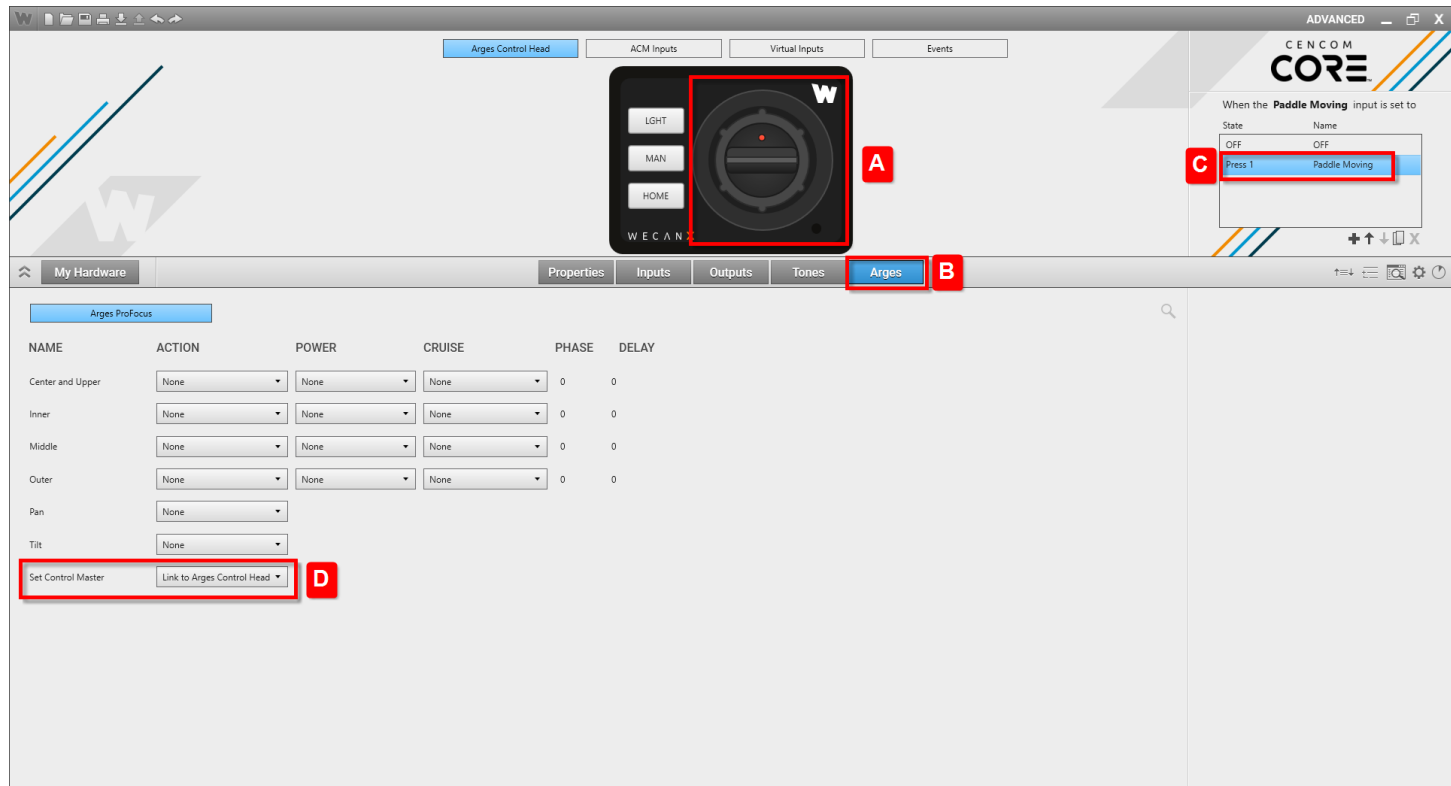 ADVANCED
Arges Control Head
ACM Inputs
Virtual Inputs
Events
CENCOM
CORE
LGHT
MAN
HOME
WECANX
W
A
When the Paddle Moving input is set to
State Name
OFF OFF
Press 1 Paddle Moving
C
My Hardware
Properties
Inputs
Outputs
Tones
Arges
B
Arges ProFocus
NAME ACTION POWER CRUISE PHASE DELAY
Center and Upper None None None 0 0
Inner None None None 0 0
Middle None None None 0 0
Outer None None None 0 0
Pan None
Tilt None
Set Control Master Link to Arges Control Head
D